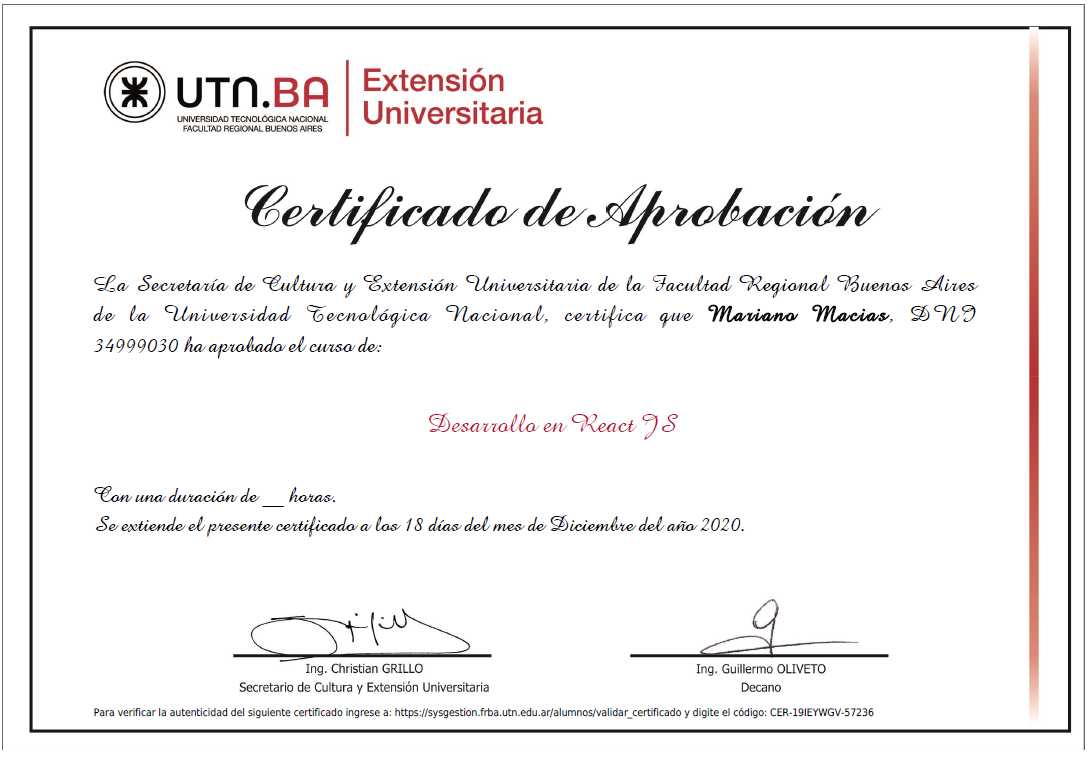 UTN.BA
UNIVERSIDAD TECNOLÓGICA NACIONAL
FACULTAD REGIONAL BUENOS AIRES
Extensión
Universitaria
Certificado de Aprobación
La Secretaría de Cultura y Extensión Universitaria de la Facultad Regional Buenos Aires
de la Universidad Tecnológica Nacional, certifica que Mariano Macias, DNI
34999030 ha aprobado el curso de:
Desarrollo en React JS
Con una duración de __ horas.
Se extiende el presente certificado a los 18 días del mes de Diciembre del año 2020.
Ing. Christian GRILLO
Secretario de Cultura y Extensión Universitaria
Ing. Guillermo OLIVETO
Decano
Para verificar la autenticidad del siguiente certificado ingrese a: https://sysgestion.frba.utn.edu.ar/alumnos/validar_certificado y digite el código: CER-19IEYWGV-57236